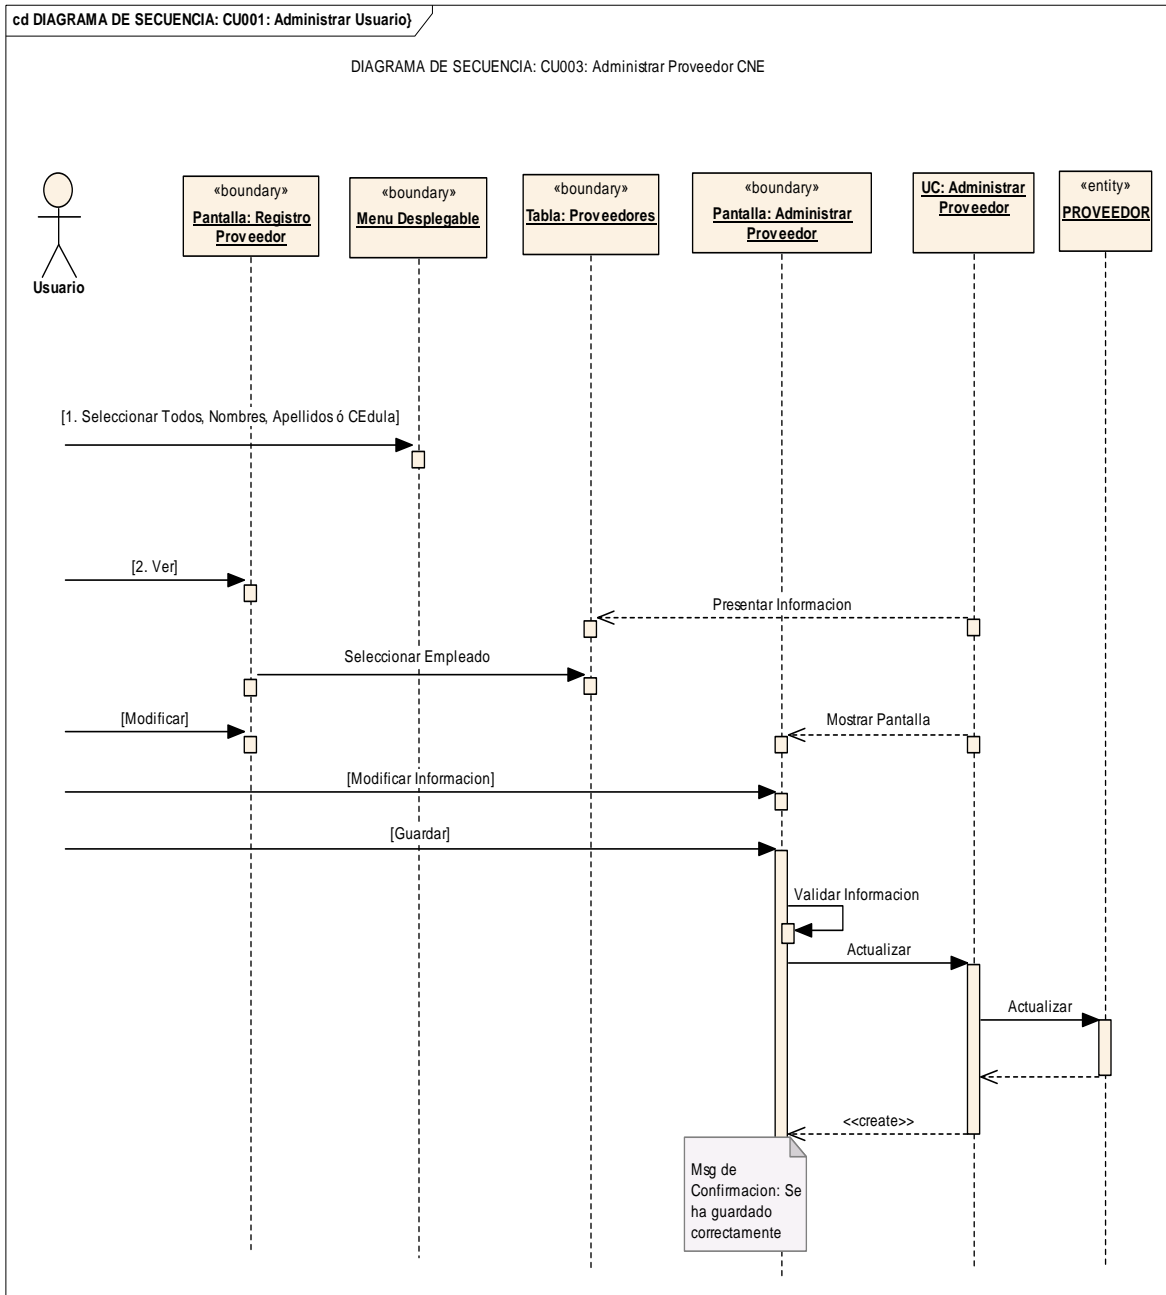 cd DIAGRAMA DE SECUENCIA: CU001: Administrar Usuario}
DIAGRAMA DE SECUENCIA: CU003: Administrar Proveedor CNE
Usuario
«boundary»
Pantalla: Registro
Proveedor
«boundary»
Menu Desplegable
«boundary»
Tabla: Proveedores
«boundary»
Pantalla: Administrar
Proveedor
UC: Administrar
Proveedor
«entity»
PROVEEDOR
[1. Seleccionar Todos, Nombres, Apellidos ó CEdula]
[2. Ver]
Presentar Informacion
Seleccionar Empleado
[Modificar]
Mostrar Pantalla
[Modificar Informacion]
[Guardar]
Validar Informacion
Actualizar
Actualizar
<<create>>
Msg de
Confirmacion: Se
ha guardado
correctamente